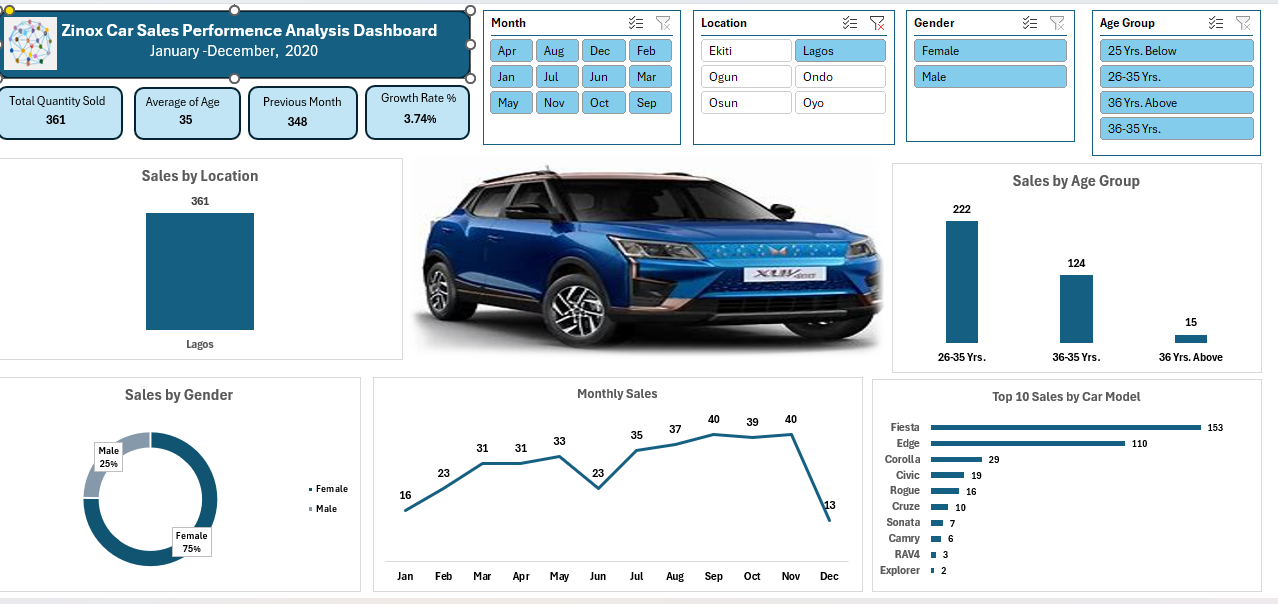 Zinox Car Sales Performence Analysis Dashboard
January -December, 2020
Total Quantity Sold
361
Average of Age
35
Previous Month
348
Growth Rate %
3.74%
Month
Apr Aug Dec Feb
Jan Jul Jun Mar
May Nov Oct Sep
Location
Ekiti Lagos
Ogun Ondo
Osun Oyo
Gender
Female
Male
Age Group
25 Yrs. Below
26-35 Yrs.
36 Yrs. Above
36-35 Yrs.
Sales by Location
361
Lagos
XUV400
Sales by Age Group
222
124
15
26-35 Yrs. 36-35 Yrs. 36 Yrs. Above
Sales by Gender
Male
25%
Female
75%
Female
Male
Monthly Sales
16 23 31 31 33 23 35 37 40 39 40 13
Jan Feb Mar Apr May Jun Jul Aug Sep Oct Nov Dec
Top 10 Sales by Car Model
Fiesta 153
Edge 110
Corolla 29
Civic 19
Rogue 16
Cruze 10
Sonata 7
Camry 6
RAV4 3
Explorer 2